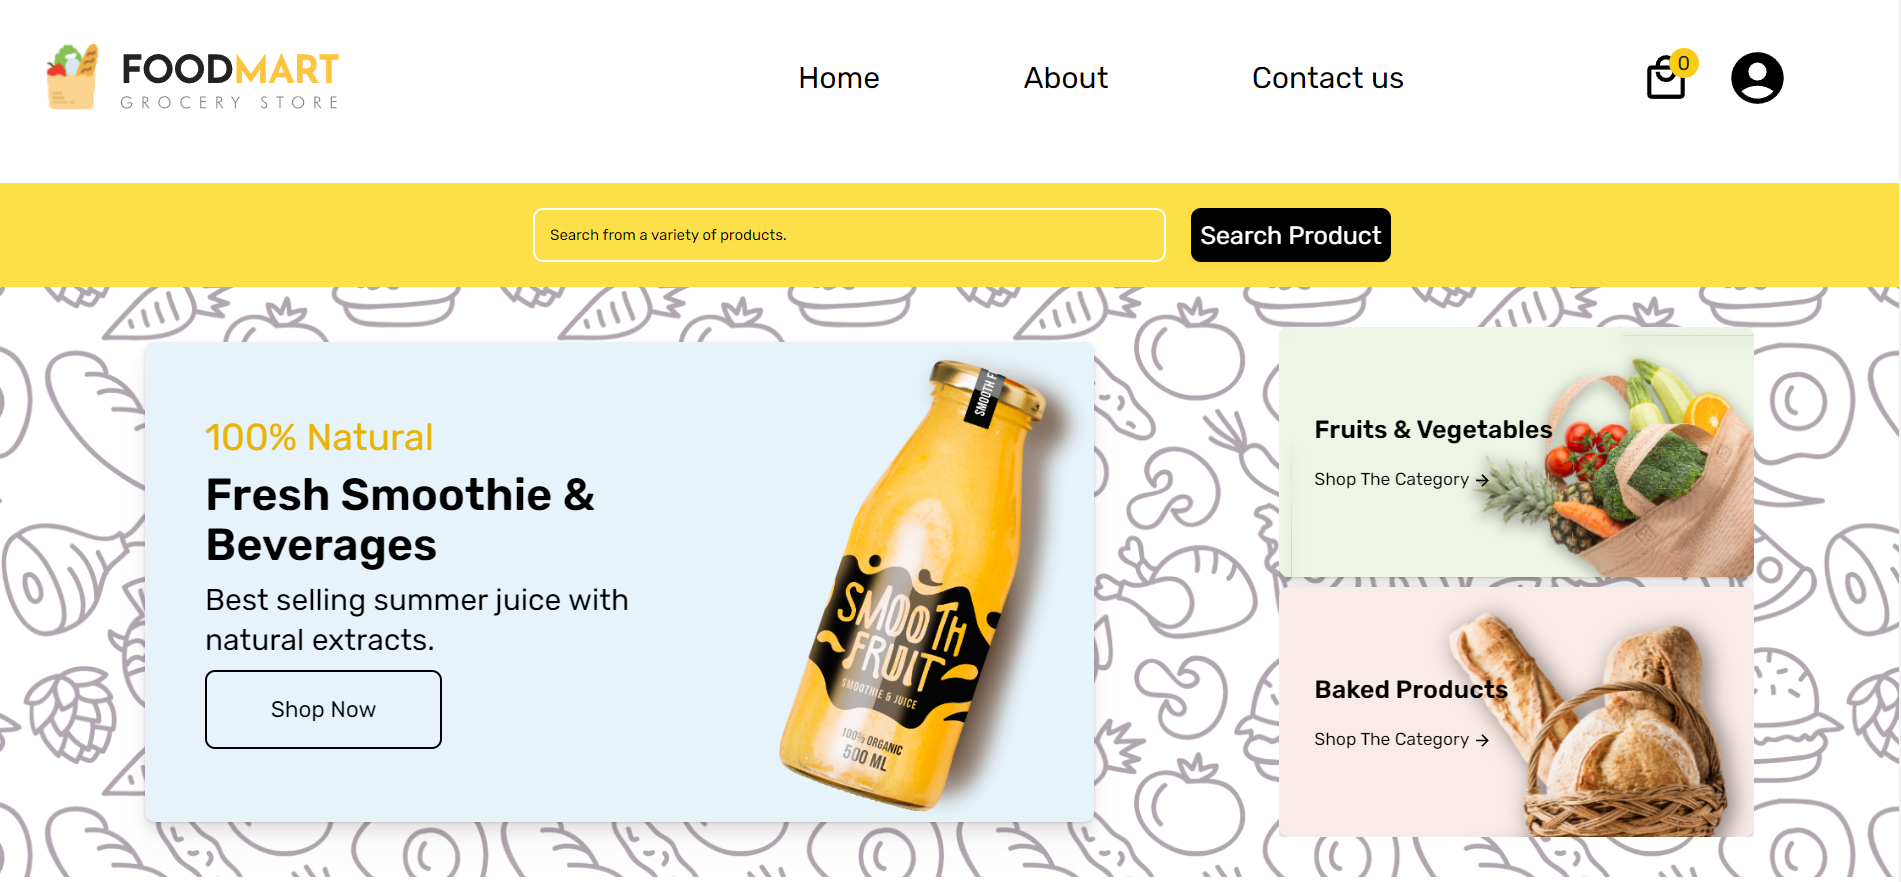 FOODMART
GROCERY STORE
Home
About
Contact us
0
Search from a variety of products.
Search Product
100% Natural
Fresh Smoothie &
Beverages
Best selling summer juice with
natural extracts.
Shop Now
SMOOTH F
SMOOTH
FRUIT
SMOOTHIE & JUICE
100% ORGANIC
500 ML
Fruits & Vegetables
Shop The Category →
Baked Products
Shop The Category →